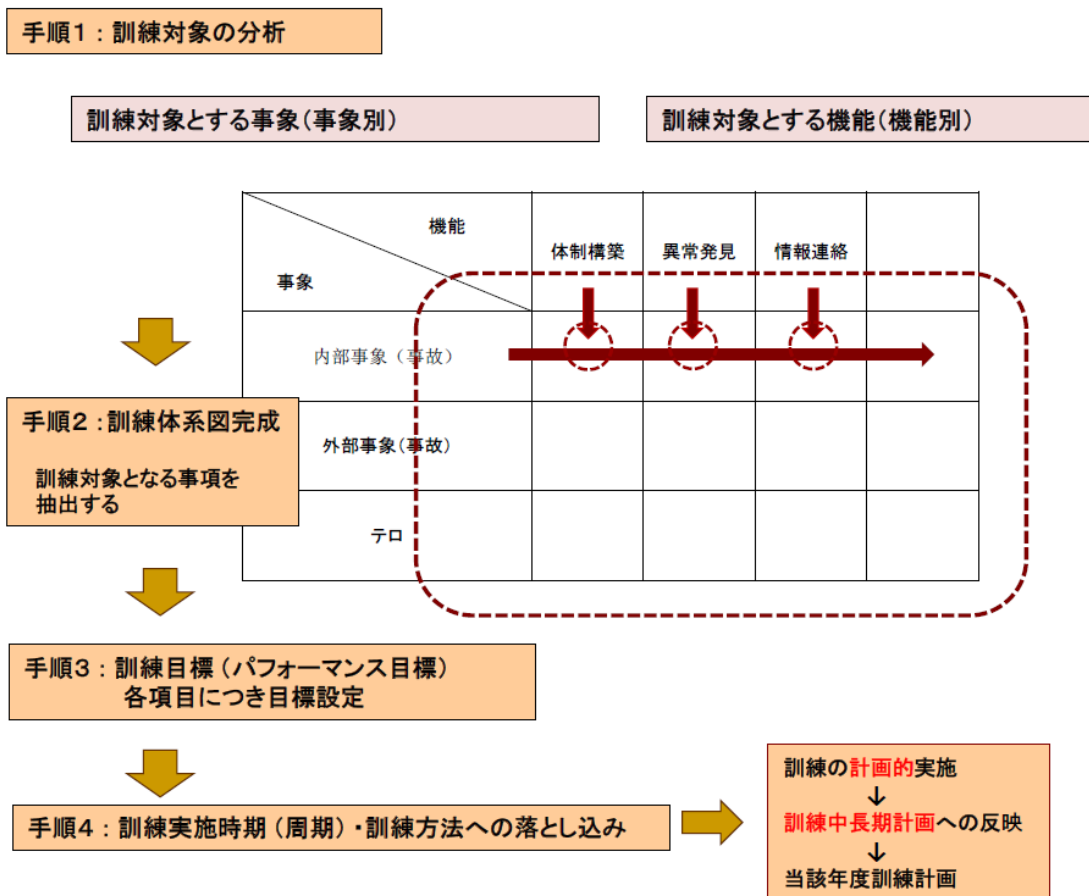 手順１：訓練対象の分析
訓練対象とする事象（事象別）
訓練対象とする機能（機能別）
機能
事象
体制構築
異常発見
情報連絡
内部事象（事故）
外部事象（事故）
テロ
手順２：訓練体系図完成
訓練対象となる事項を
抽出する
手順３：訓練目標（パフォーマンス目標）
各項目につき目標設定
手順４：訓練実施時期（周期）・訓練方法への落とし込み
訓練の計画的実施
↓
訓練中長期計画への反映
↓
当該年度訓練計画